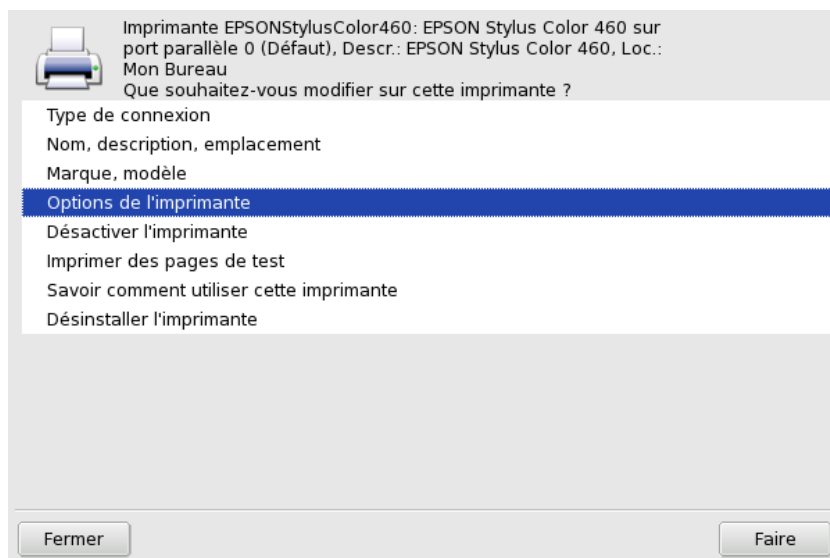 Imprimante EPSONStylusColor460: EPSON Stylus Color 460 sur
port parallèle 0 (Défaut), Descr.: EPSON Stylus Color 460, Loc.:
Mon Bureau
Que souhaitez-vous modifier sur cette imprimante ?
Type de connexion
Nom, description, emplacement
Marque, modèle
Options de l'imprimante
Désactiver l'imprimante
Imprimer des pages de test
Savoir comment utiliser cette imprimante
Désinstaller l'imprimante
Fermer
Faire